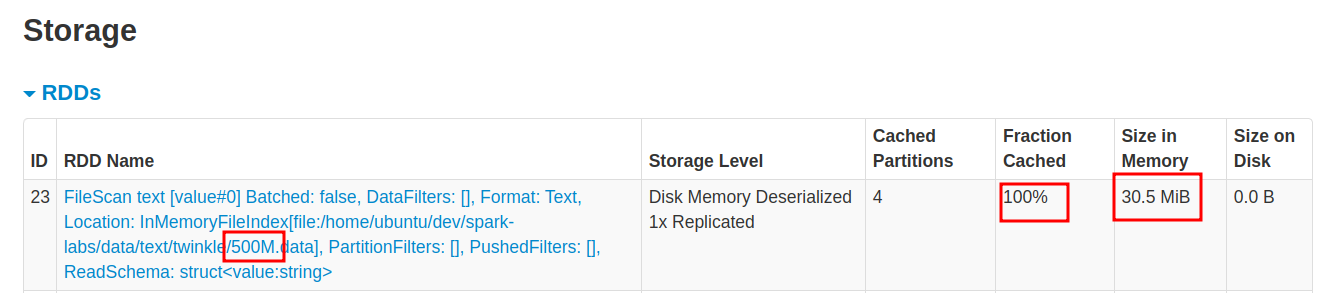 Storage
RDDs
ID RDD Name Storage Level Cached Partitions Fraction Cached Size in Memory Size on Disk
23 FileScan text [value#0] Batched: false, DataFilters: [], Format: Text, Disk Memory Deserialized 4 100% 30.5 MiB 0.0 B
Location: InMemoryFileIndex[file:/home/ubuntu/dev/spark- 1x Replicated
labs/data/text/twinkle/500M.data], PartitionFilters: [], PushedFilters: [],
ReadSchema: struct<value:string>